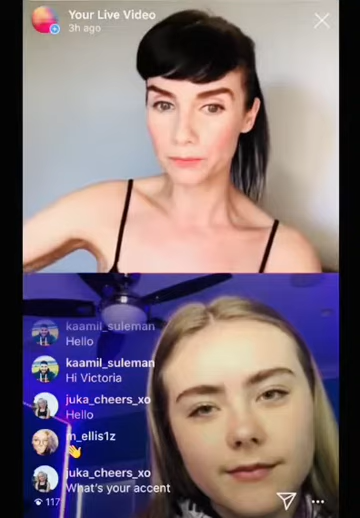 Your Live Video
3h ago
kaamil_suleman
Hello
kaamil_suleman
Hi Victoria
juka_cheers_xo
Hello
m_ellis1z
👋
juka_cheers_xo
What's your accent
117